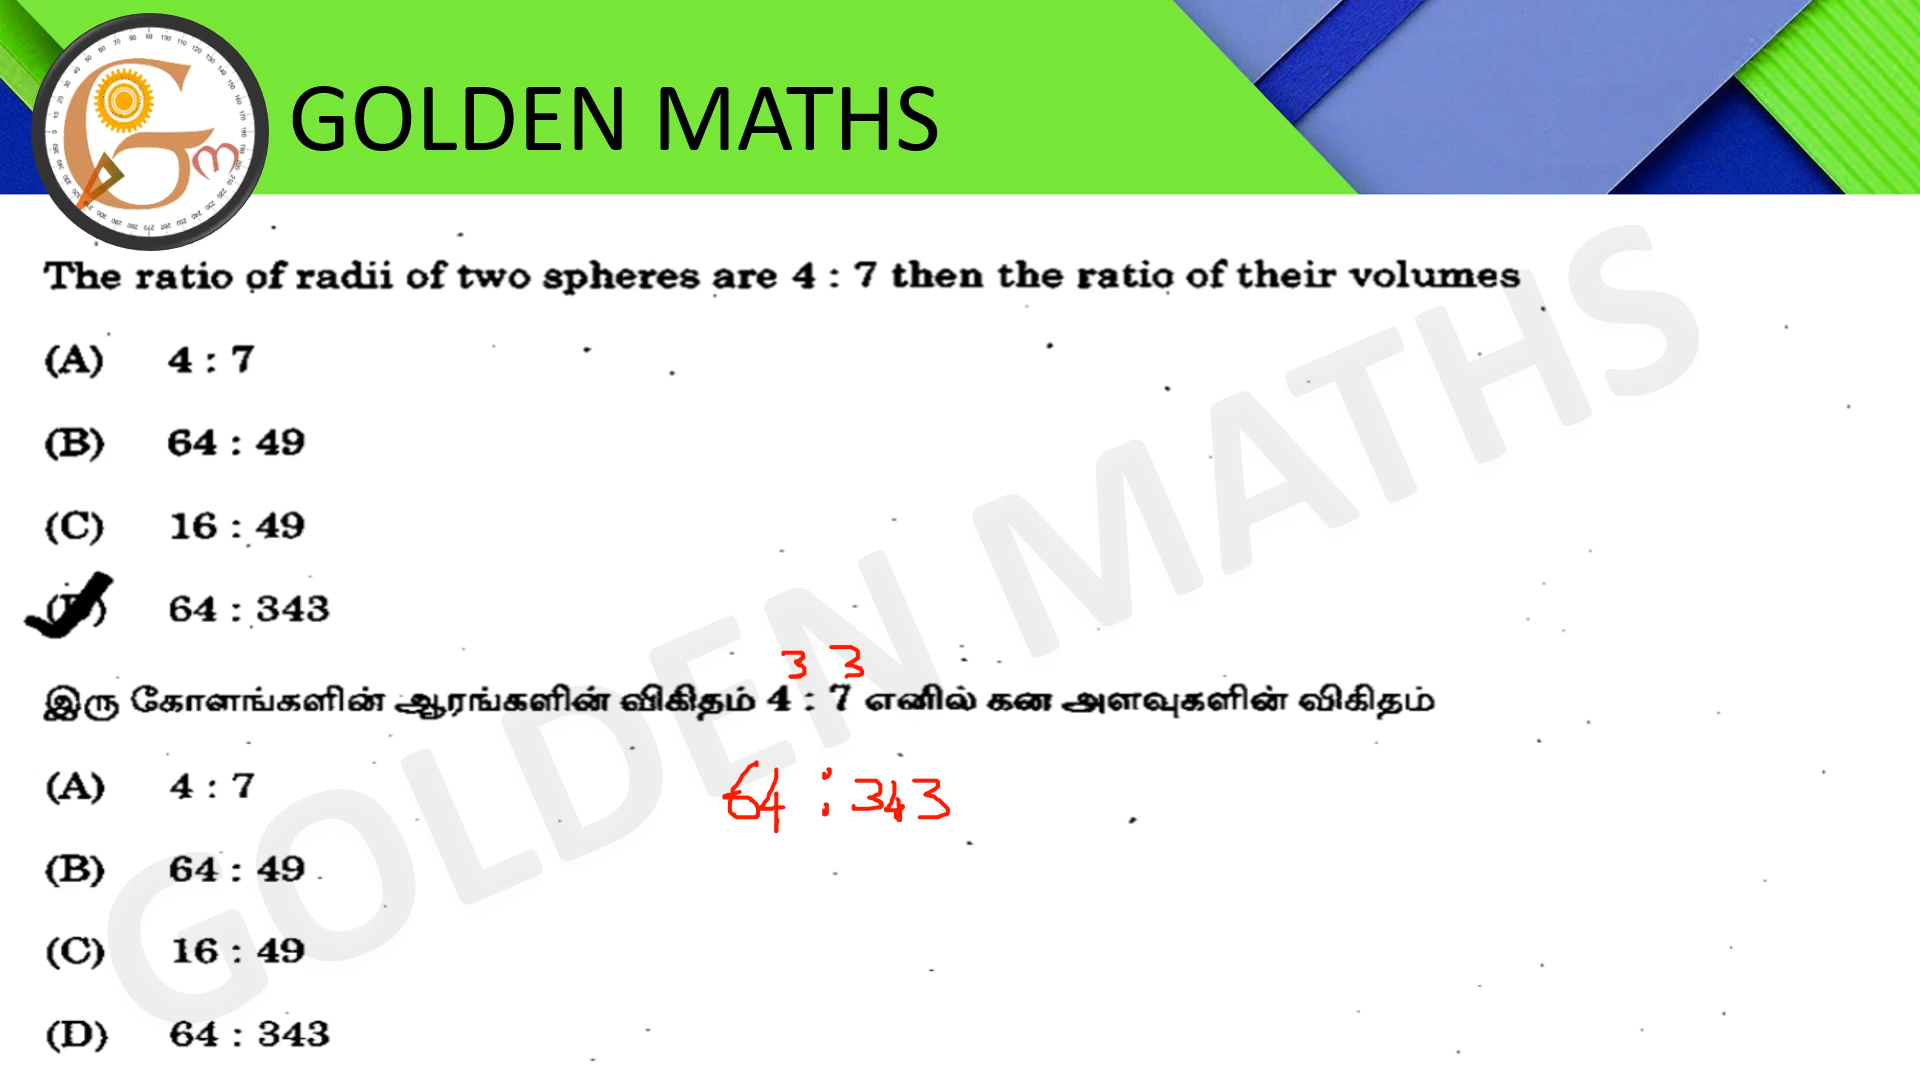 GOLDEN MATHS
The ratio of radii of two spheres are 4 : 7 then the ratio of their volumes
(A) 4 : 7
(B) 64 : 49
(C) 16 : 49
(D) 64 : 343
3 3
இரு கோளங்களின் ஆரங்களின் விகிதம் 4 : 7 எனில் கன அளவுகளின் விகிதம்
64 : 343
(A) 4 : 7
(B) 64 : 49
(C) 16 : 49
(D) 64 : 343
GOLDEN MATHS